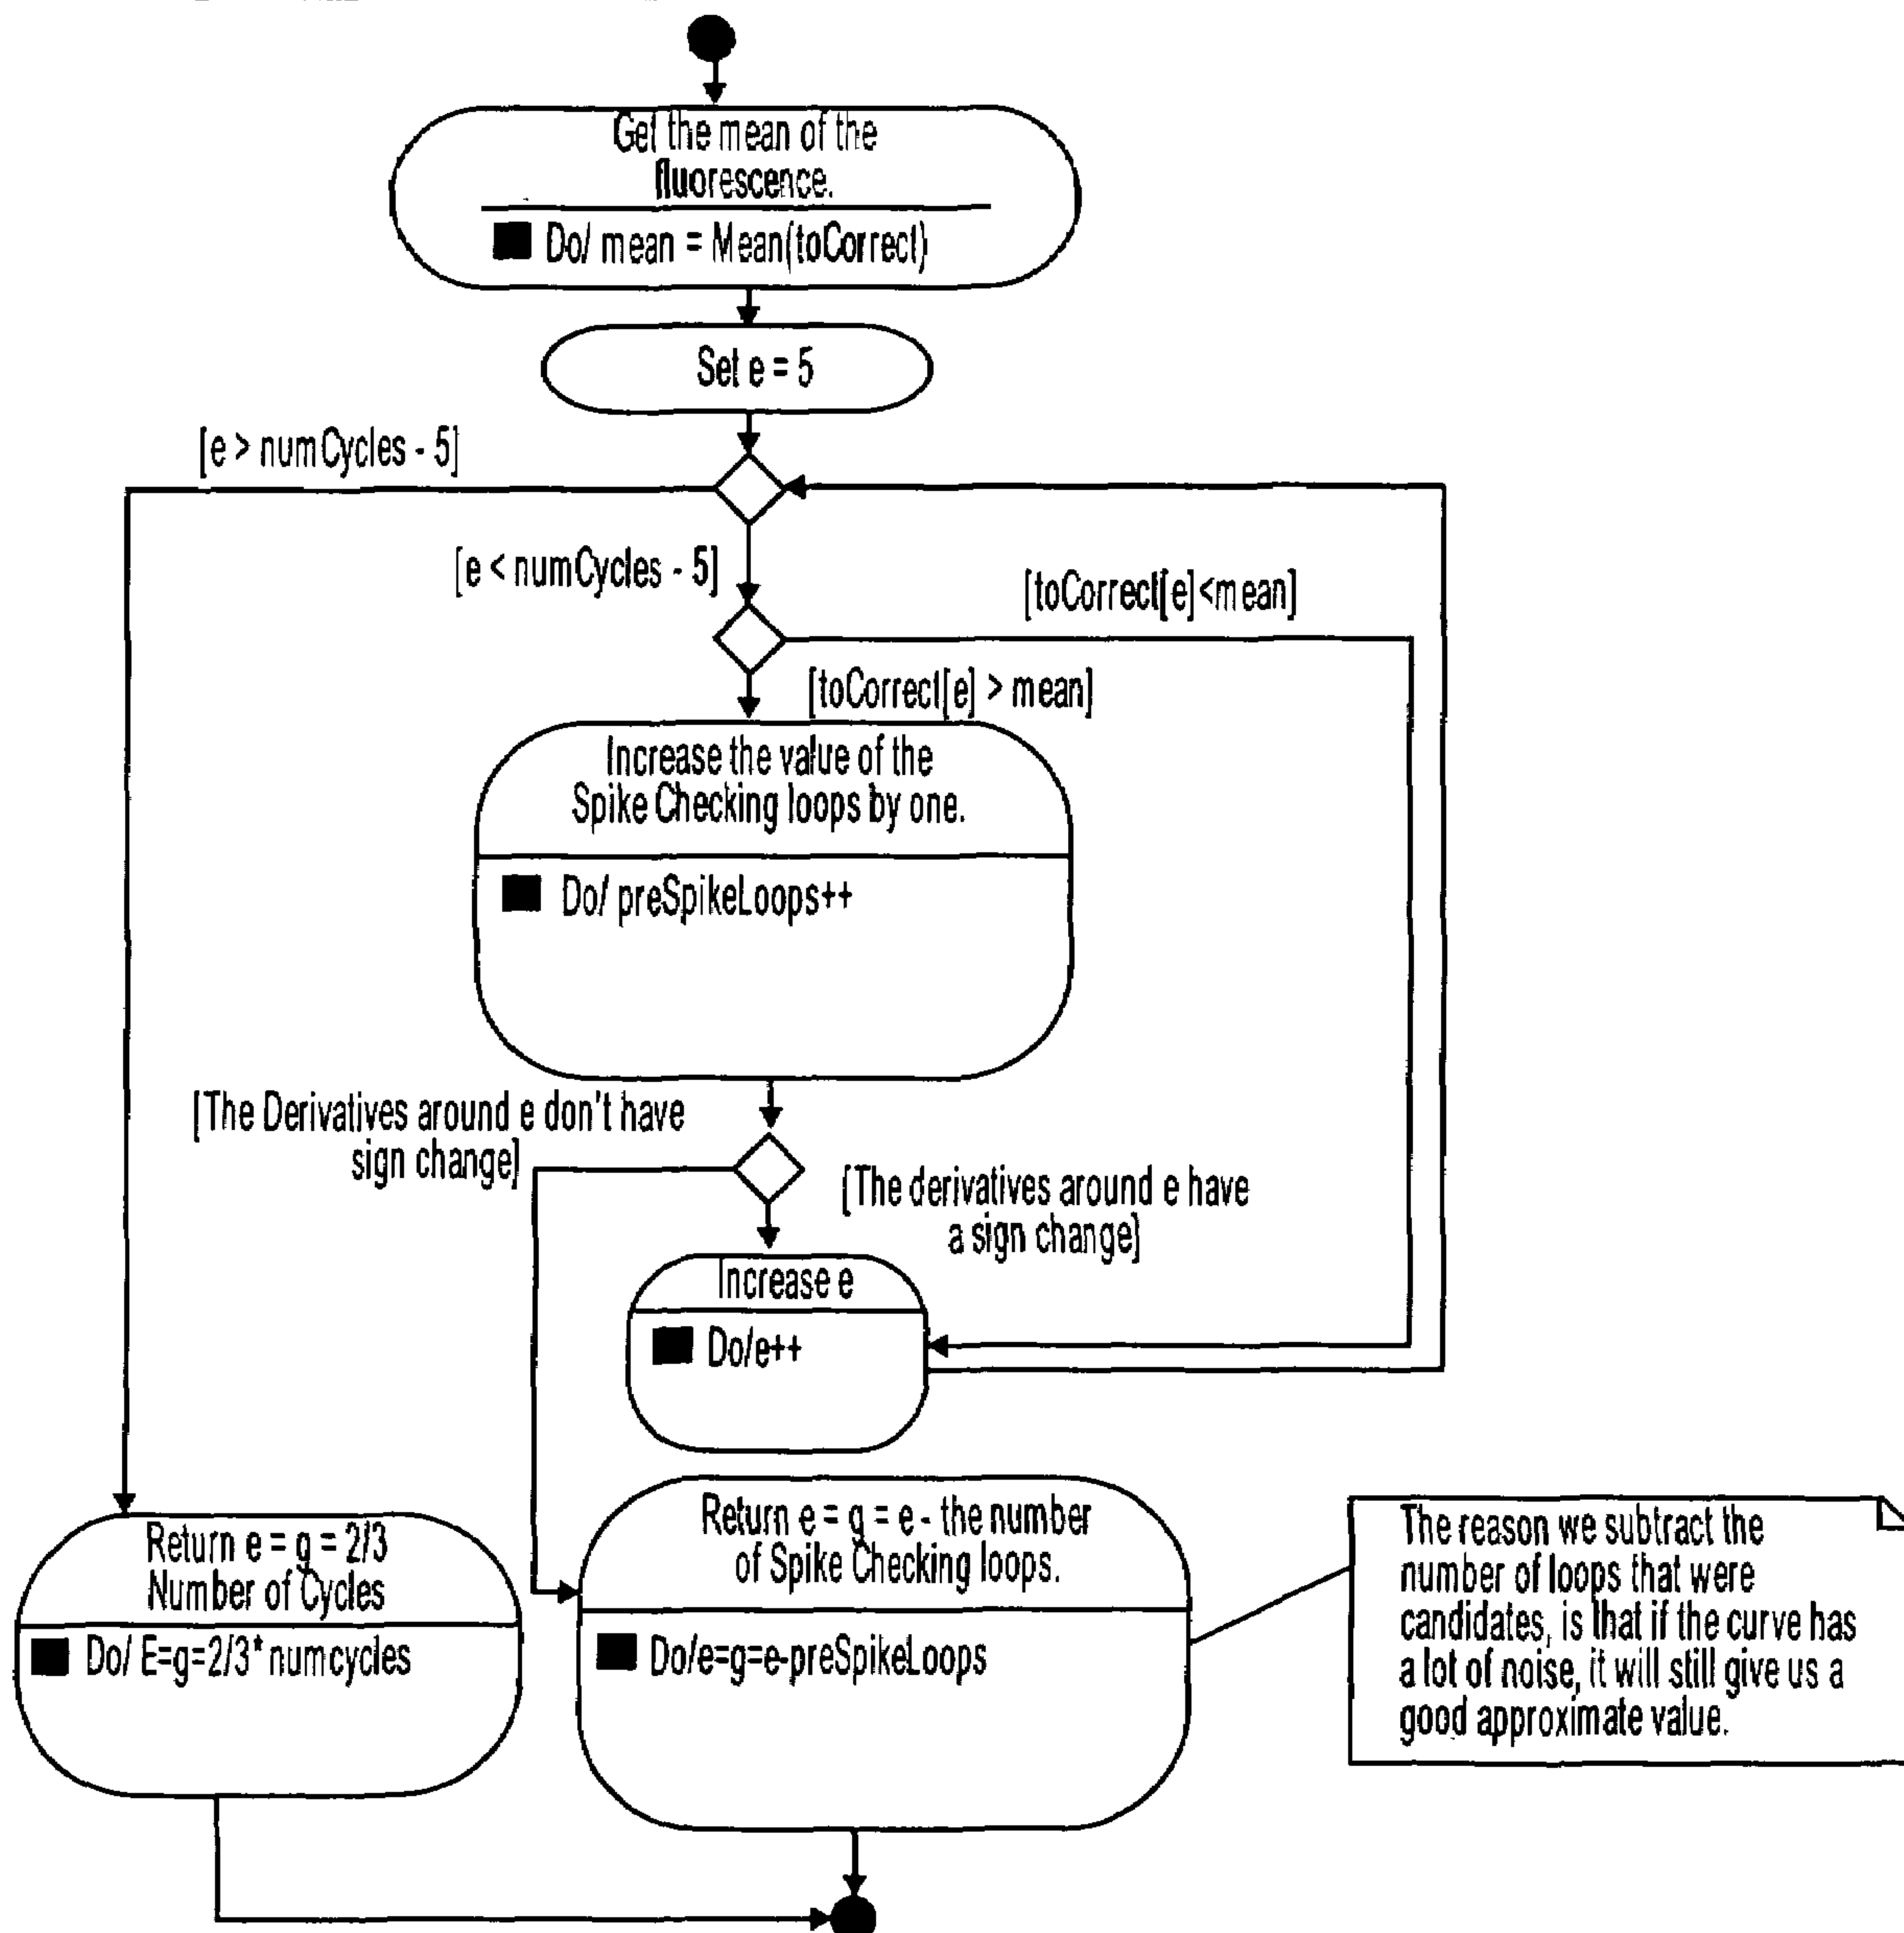 Get the mean of the
fluorescence.
Do/ mean = Mean(toCorrect)
Set e = 5
[e > numCycles - 5]
[e < numCycles - 5]
[toCorrect[e]<mean]
[toCorrect[e] > mean]
Increase the value of the
Spike Checking loops by one.
Do/ preSpikeLoops++
[The Derivatives around e don't have
sign change]
[The derivatives around e have
a sign change]
Increase e
Do/e++
Return e = g = 2/3
Number of Cycles
Do/ E=g=2/3* numcycles
Return e = g = e - the number
of Spike Checking loops.
Do/e=g=e-preSpikeLoops
The reason we subtract the
number of loops that were
candidates, is that if the curve has
a lot of noise, it will still give us a
good approximate value.